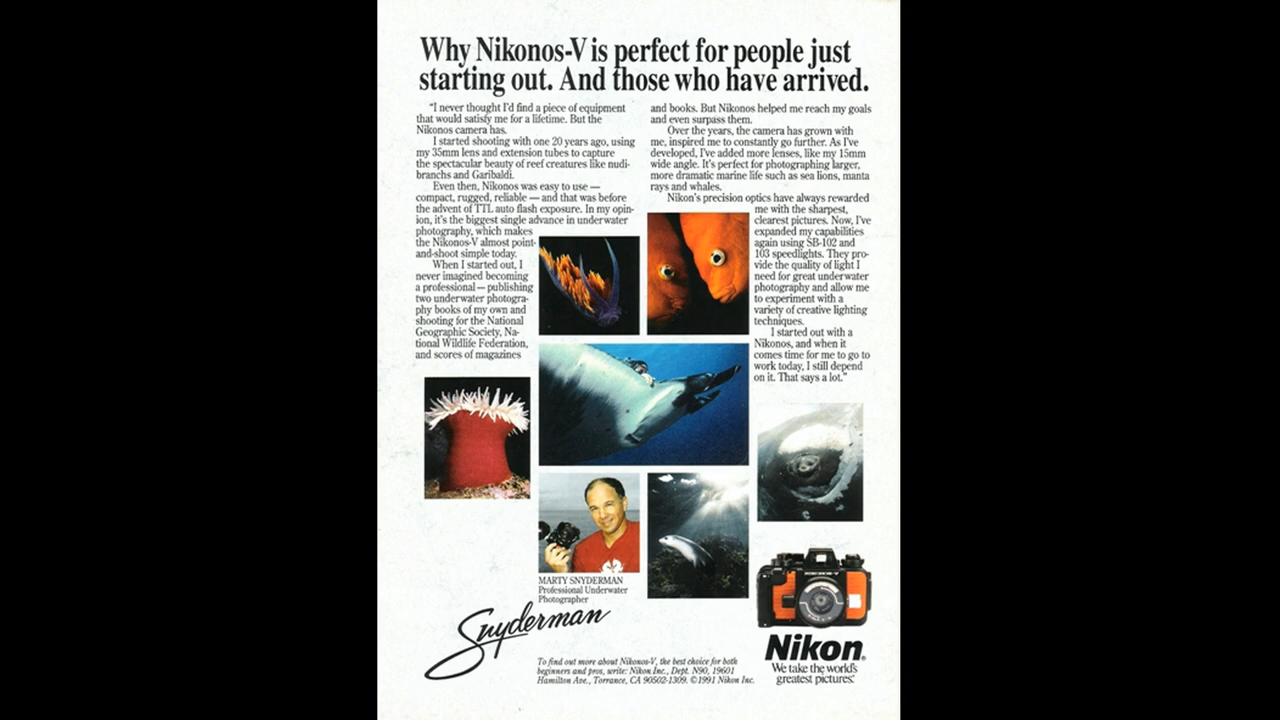 Why Nikonos-V is perfect for people just
starting out. And those who have arrived.
"I never thought I'd find a piece of equipment
that would satisfy me for a lifetime. But the
Nikonos camera has.
I started shooting with one 20 years ago, using
my 35mm lens and extension tubes to capture
the spectacular beauty of reef creatures like nudi-
branchs and Garibaldi.
Even then, Nikonos was easy to use —
compact, rugged, reliable — and that was before
the advent of TTL auto flash exposure. In my opin-
ion, it's the biggest single advance in underwater
photography, which makes
the Nikonos-V almost point-
and-shoot simple today.
When I started out, I
never imagined becoming
a professional — publishing
two underwater photogra-
phy books of my own and
shooting for the National
Geographic Society, Na-
tional Wildlife Federation,
and scores of magazines
and books. But Nikonos helped me reach my goals
and even surpass them.
Over the years, the camera has grown with
me, inspired me to constantly go further. As I've
developed, I've added more lenses, like my 15mm
wide angle. It's perfect for photographing larger,
more dramatic marine life such as sea lions, manta
rays and whales.
Nikon's precision optics have always rewarded
me with the sharpest,
clearest pictures. Now, I've
expanded my capabilities
again using SB-102 and
103 speedlights. They pro-
vide the quality of light I
need for great underwater
photography and allow me
to experiment with a
variety of creative lighting
techniques.
I started out with a
Nikonos, and when it
comes time for me to go to
work today, I still depend
on it. That says a lot."
MARTY SNYDERMAN
Professional Underwater
Photographer
Snyderman
To find out more about Nikonos-V, the best choice for both
beginners and pros, write: Nikon Inc., Dept. N90, 19601
Hamilton Ave., Torrance, CA 90502-1309. ©1991 Nikon Inc.
NIKONOS-V
Nikon®
We take the world's
greatest pictures.®